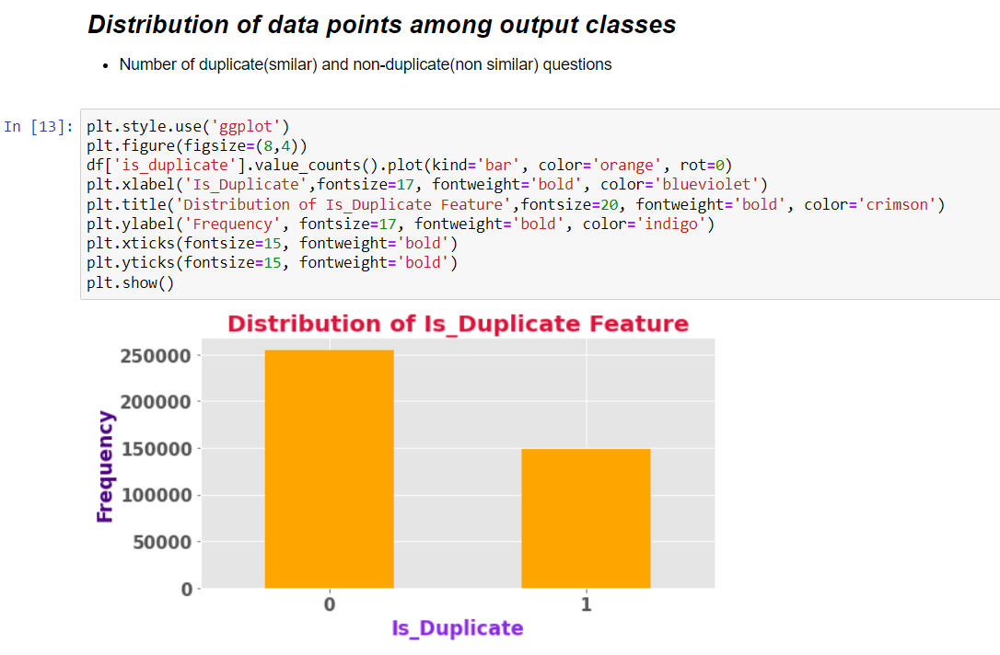 Distribution of data points among output classes
• Number of duplicate(smilar) and non-duplicate(non similar) questions
In [13]: plt.style.use('ggplot')
plt.figure(figsize=(8,4))
df['is_duplicate'].value_counts().plot(kind='bar', color='orange', rot=0)
plt.xlabel('Is_Duplicate',fontsize=17, fontweight='bold', color='blueviolet')
plt.title('Distribution of Is_Duplicate Feature',fontsize=20, fontweight='bold', color='crimson')
plt.ylabel('Frequency', fontsize=17, fontweight='bold', color='indigo')
plt.xticks(fontsize=15, fontweight='bold')
plt.yticks(fontsize=15, fontweight='bold')
plt.show()
Distribution of Is_Duplicate Feature
Frequency
250000
200000
150000
100000
50000
0
0 1
Is_Duplicate